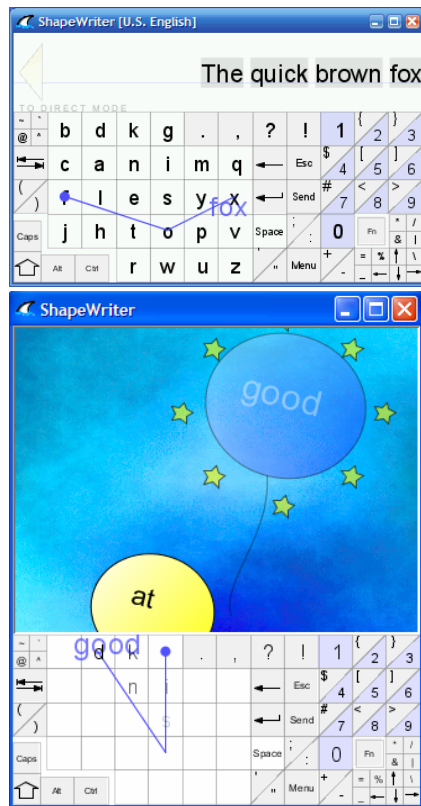 ShapeWriter [U.S. English]
The quick brown fox
TO DIRECT MODE
~ ` b d k g . , ? ! 1 { 2 } 3
@ ^
c a n i m q Esc $ 4 [ 5 ] 6
( ) f l e s y x Send # 7 < 8 > 9
fox
Caps j h t o p v Space ; : 0 Fn * / & |
Alt Ctrl r w u z ' " Menu + - = % \ _
ShapeWriter
good
at
good
~ ` d k . , ? ! 1 { 2 } 3
@ ^
n i Esc $ 4 [ 5 ] 6
( ) s Send # 7 < 8 > 9
Caps Space ; : 0 Fn * / & |
Alt Ctrl ' " Menu + - = % \ _